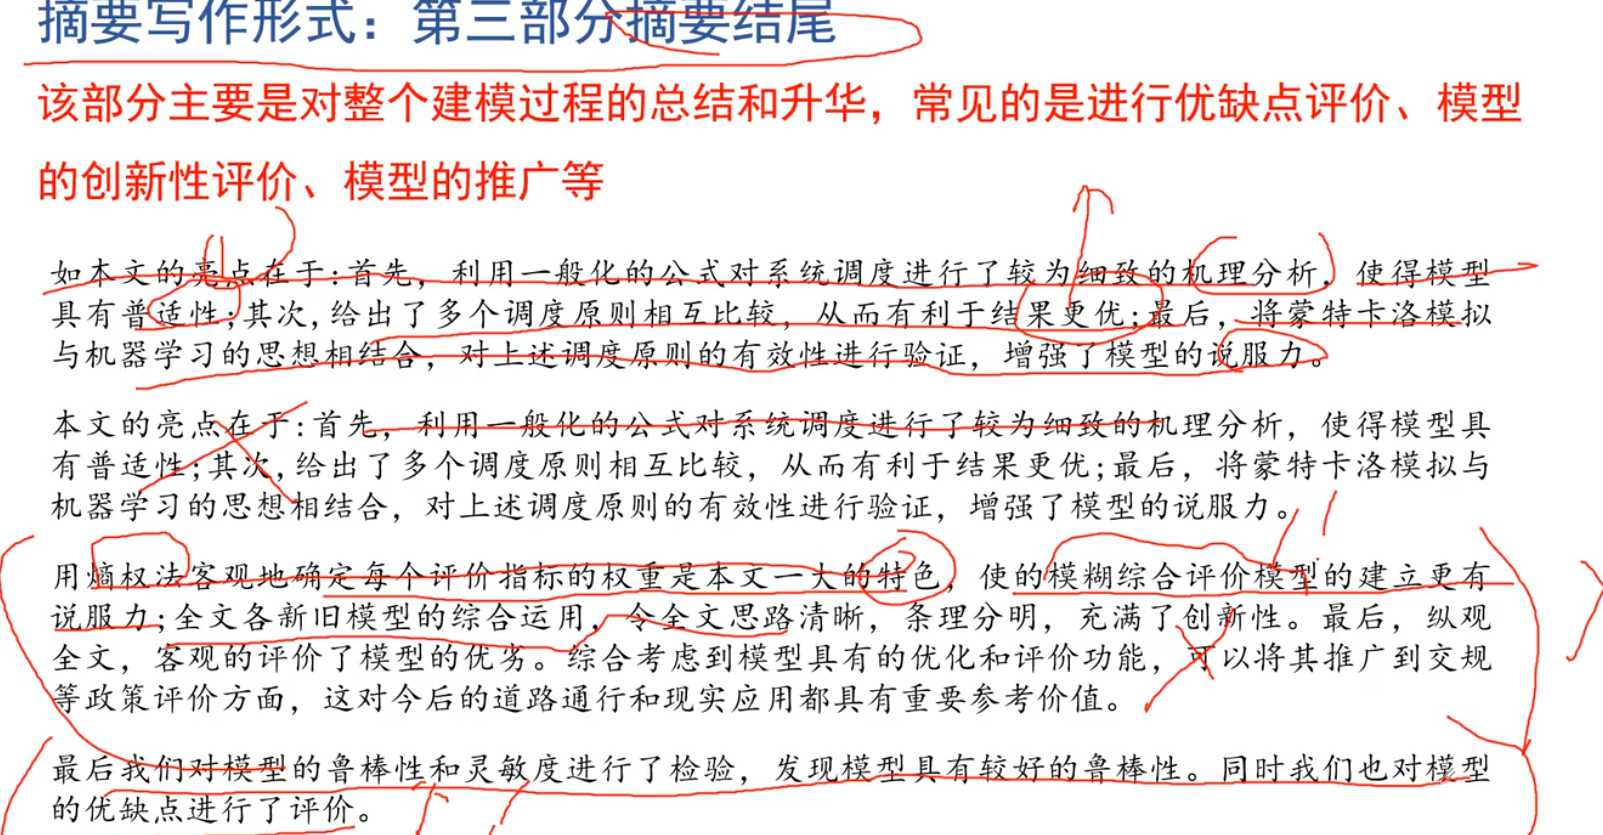 摘要写作形式：第三部分摘要结尾
该部分主要是对整个建模过程的总结和升华，常见的是进行优缺点评价、模型
的创新性评价、模型的推广等
如本文的亮点在于:首先，利用一般化的公式对系统调度进行了较为细致的机理分析，使得模型
具有普适性;其次,给出了多个调度原则相互比较，从而有利于结果更优;最后，将蒙特卡洛模拟
与机器学习的思想相结合，对上述调度原则的有效性进行验证，增强了模型的说服力。
本文的亮点在于:首先，利用一般化的公式对系统调度进行了较为细致的机理分析，使得模型具
有普适性;其次,给出了多个调度原则相互比较，从而有利于结果更优;最后，将蒙特卡洛模拟与
机器学习的思想相结合，对上述调度原则的有效性进行验证，增强了模型的说服力。
用熵权法客观地确定每个评价指标的权重是本文一大的特色，使的模糊综合评价模型的建立更有
说服力;全文各新旧模型的综合运用，令全文思路清晰，条理分明，充满了创新性。最后，纵观
全文，客观的评价了模型的优劣。综合考虑到模型具有的优化和评价功能，可以将其推广到交规
等政策评价方面，这对今后的道路通行和现实应用都具有重要参考价值。
最后我们对模型的鲁棒性和灵敏度进行了检验，发现模型具有较好的鲁棒性。同时我们也对模型
的优缺点进行了评价。